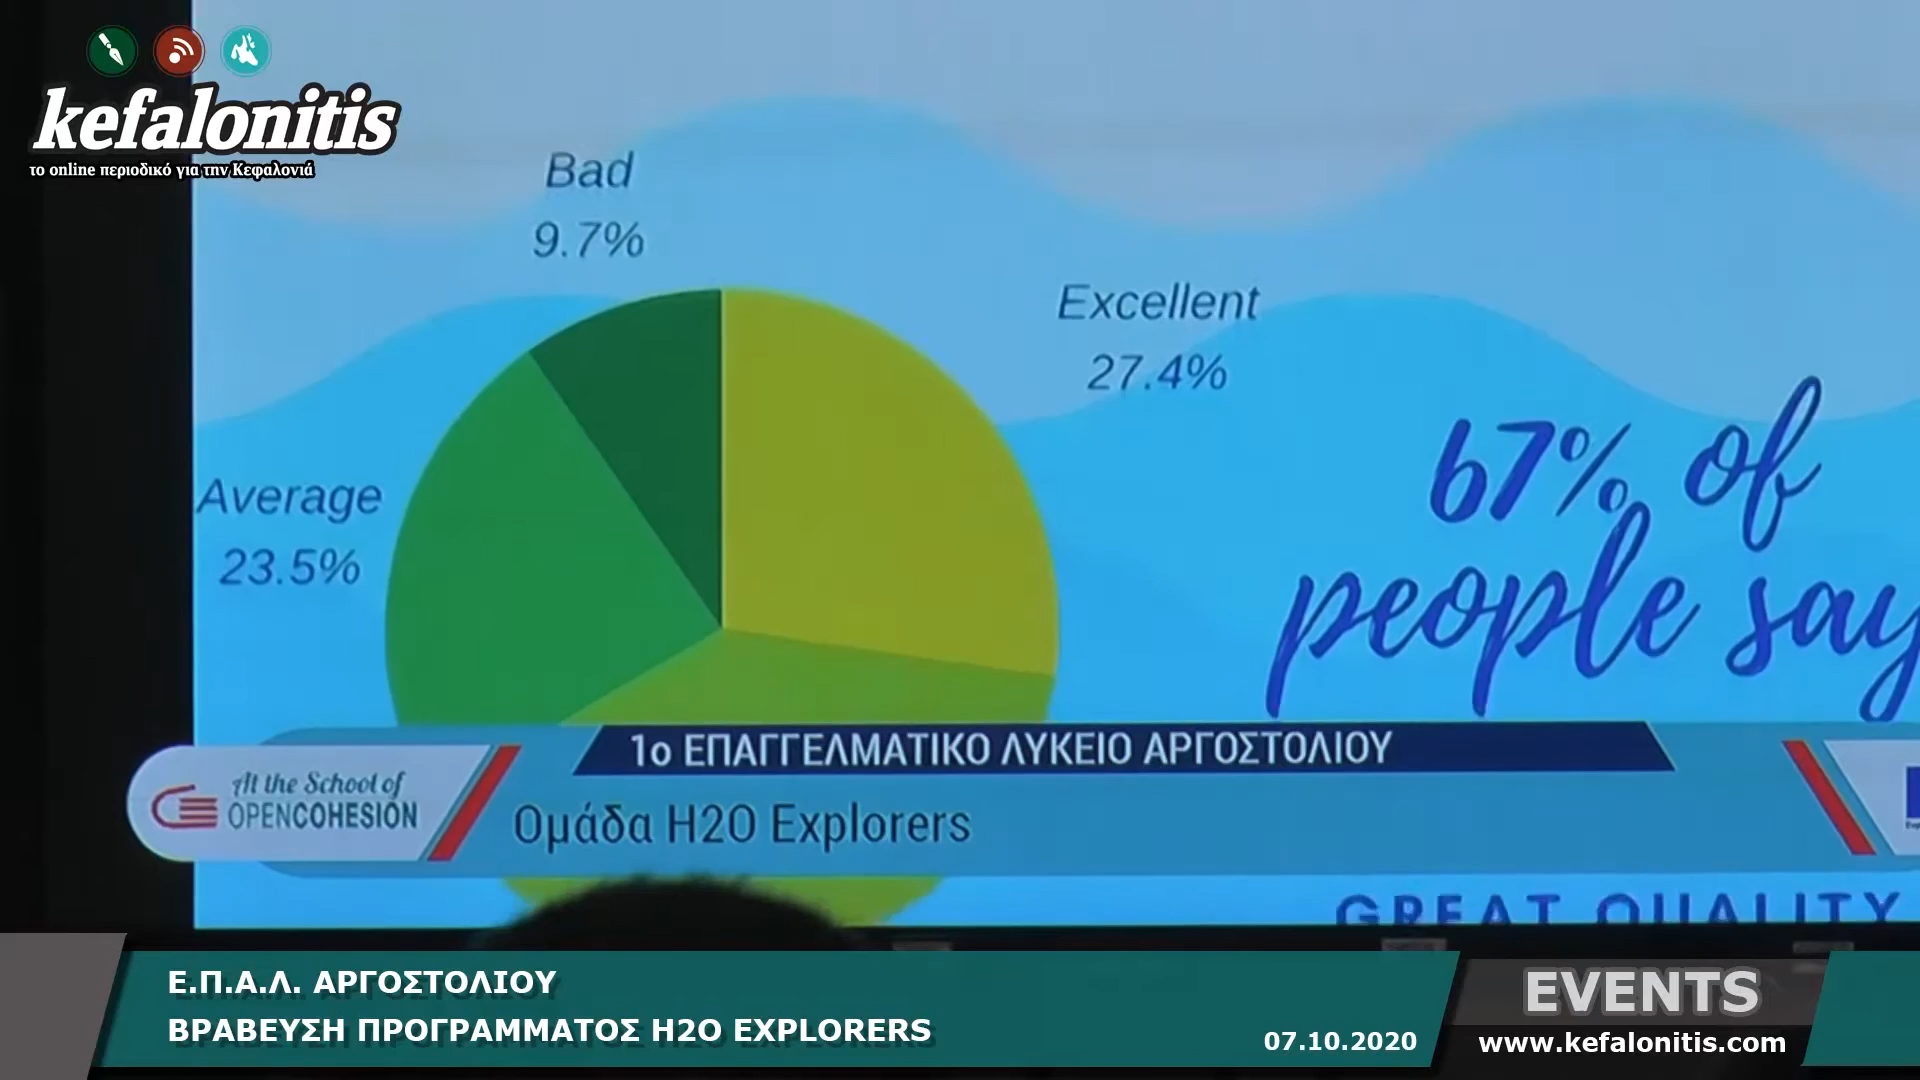 kefalonitis
το online περιοδικό για την Κεφαλονιά
Bad
9.7%
Excellent
27.4%
Average
23.5%
67% of
people say
1ο ΕΠΑΓΓΕΛΜΑΤΙΚΟ ΛΥΚΕΙΟ ΑΡΓΟΣΤΟΛΙΟΥ
At the School of
OPENCOHESION
Ομάδα H2O Explorers
GREAT QUALITY
Ε.Π.Α.Λ. ΑΡΓΟΣΤΟΛΙΟΥ
ΒΡΑΒΕΥΣΗ ΠΡΟΓΡΑΜΜΑΤΟΣ H2O EXPLORERS
07.10.2020
EVENTS
www.kefalonitis.com